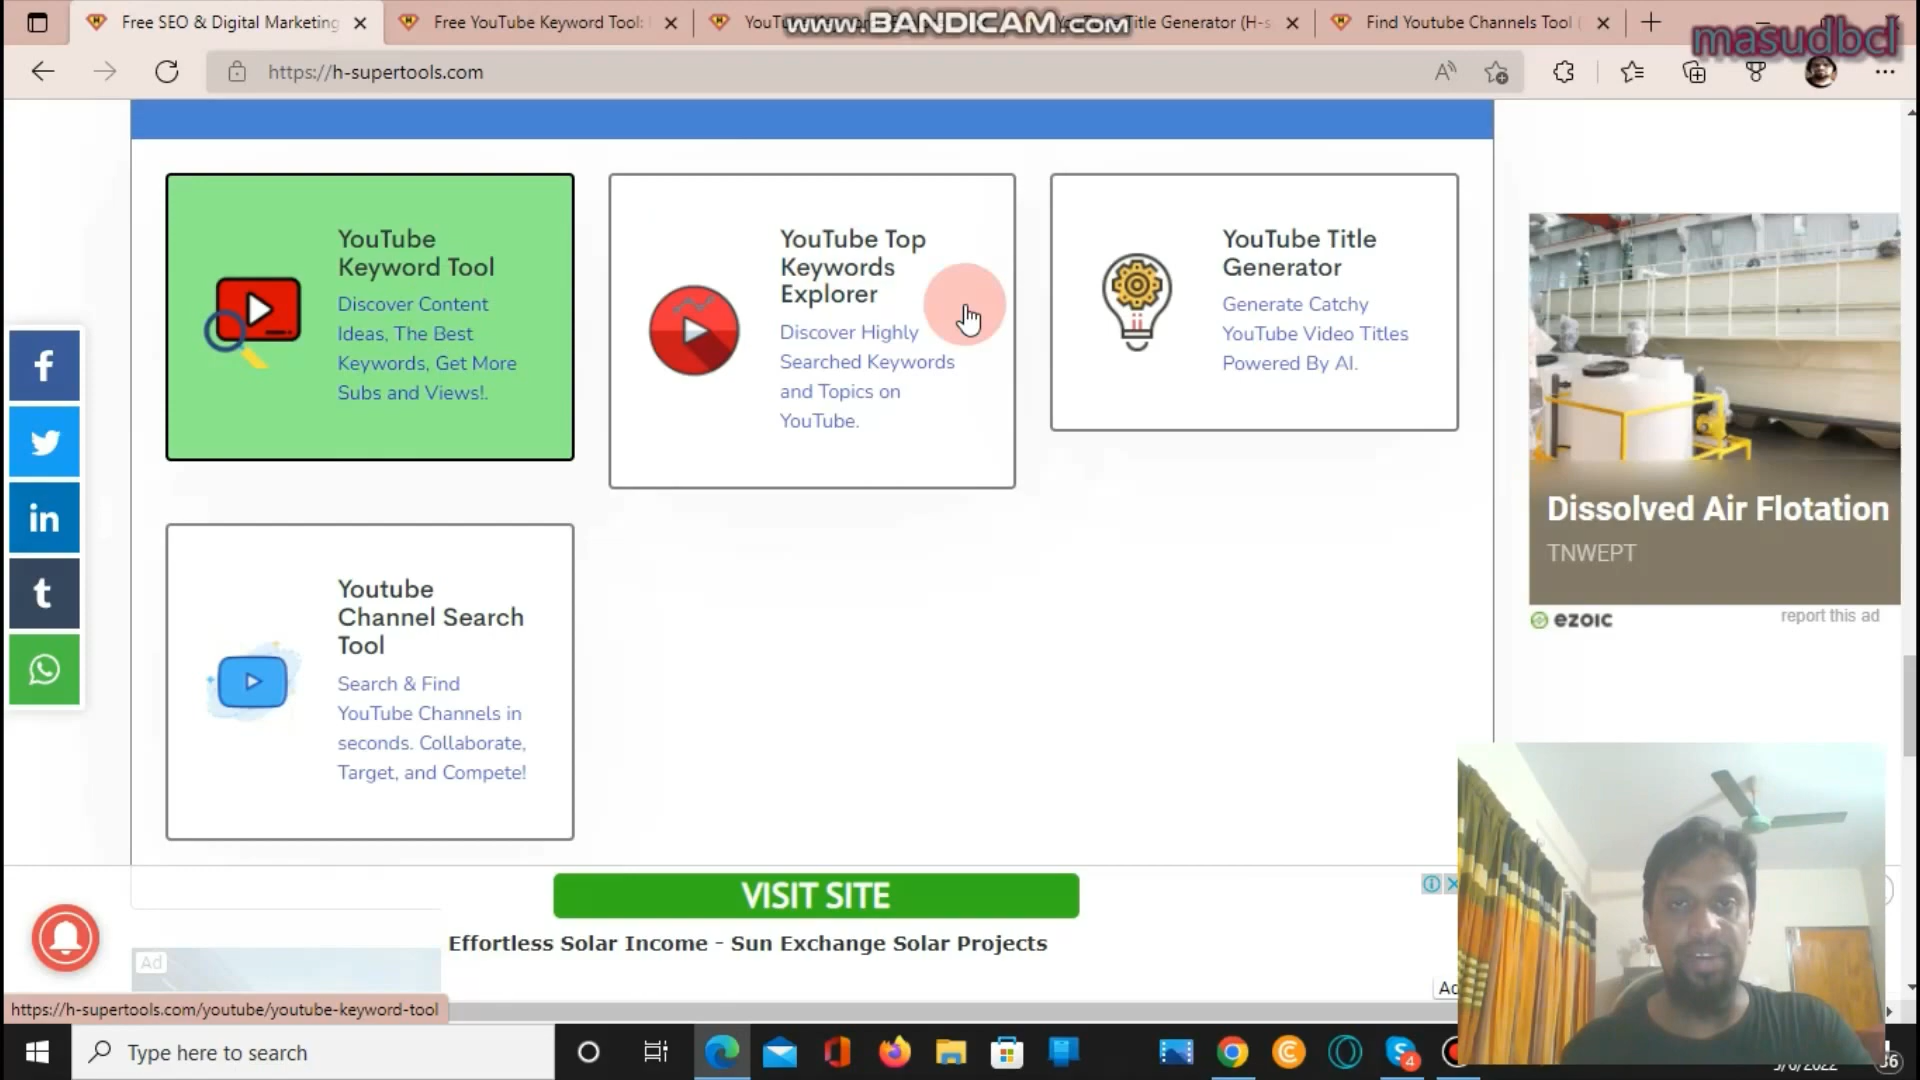 Free SEO & Digital Marketing
Free YouTube Keyword Tool:
Title Generator (H-s
Find Youtube Channels Tool
www.BANDICAM.com
masudbcl
https://h-supertools.com
YouTube
Keyword Tool
Discover Content
Ideas, The Best
Keywords, Get More
Subs and Views!.
YouTube Top
Keywords
Explorer
Discover Highly
Searched Keywords
and Topics on
YouTube.
YouTube Title
Generator
Generate Catchy
YouTube Video Titles
Powered By AI.
Youtube
Channel Search
Tool
Search & Find
YouTube Channels in
seconds. Collaborate,
Target, and Compete!
Dissolved Air Flotation
TNWEPT
ezoic
report this ad
VISIT SITE
Effortless Solar Income - Sun Exchange Solar Projects
Ad
https://h-supertools.com/youtube/youtube-keyword-tool
Type here to search
4